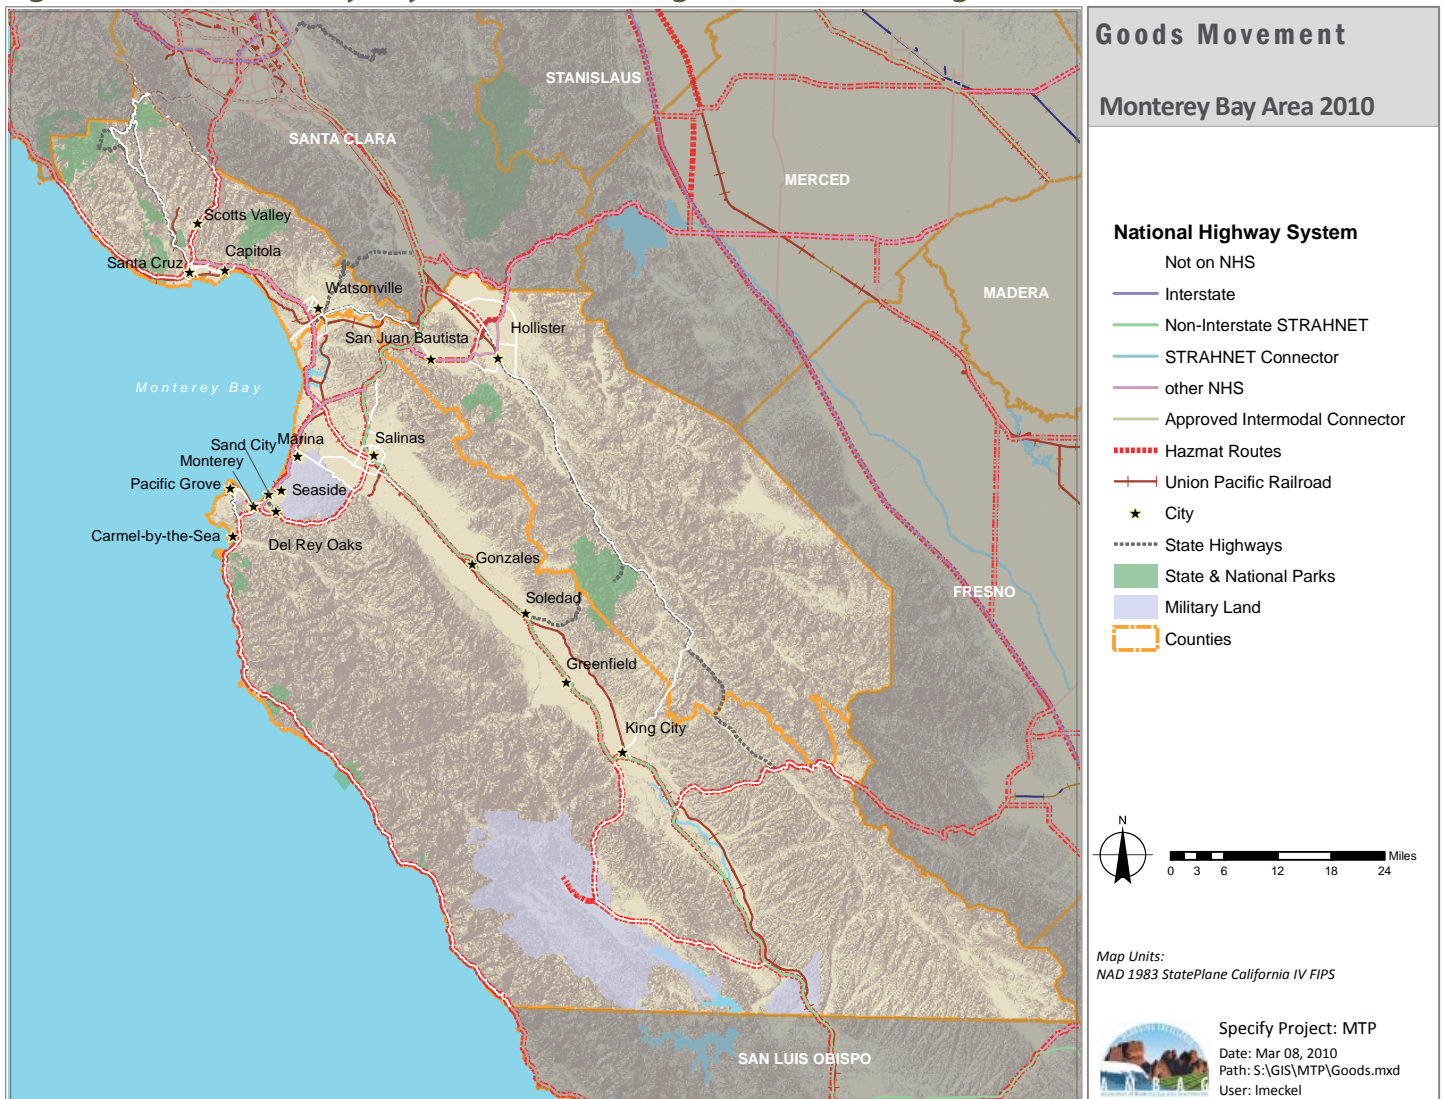 Goods Movement
Monterey Bay Area 2010
National Highway System
Not on NHS
Interstate
Non-Interstate STRAHNET
STRAHNET Connector
other NHS
Approved Intermodal Connector
Hazmat Routes
Union Pacific Railroad
City
State Highways
State & National Parks
Military Land
Counties
N
0 3 6 12 18 24 Miles
Map Units:
NAD 1983 StatePlane California IV FIPS
Specify Project: MTP
Date: Mar 08, 2010
Path: S:\GIS\MTP\Goods.mxd
User: lmeckel
AMBAG
STANISLAUS
SANTA CLARA
MERCED
MADERA
FRESNO
SAN LUIS OBISPO
Scotts Valley
Capitola
Santa Cruz
Watsonville
San Juan Bautista
Hollister
Monterey Bay
Marina
Salinas
Sand City
Monterey
Pacific Grove
Seaside
Carmel-by-the-Sea
Del Rey Oaks
Gonzales
Soledad
Greenfield
King City